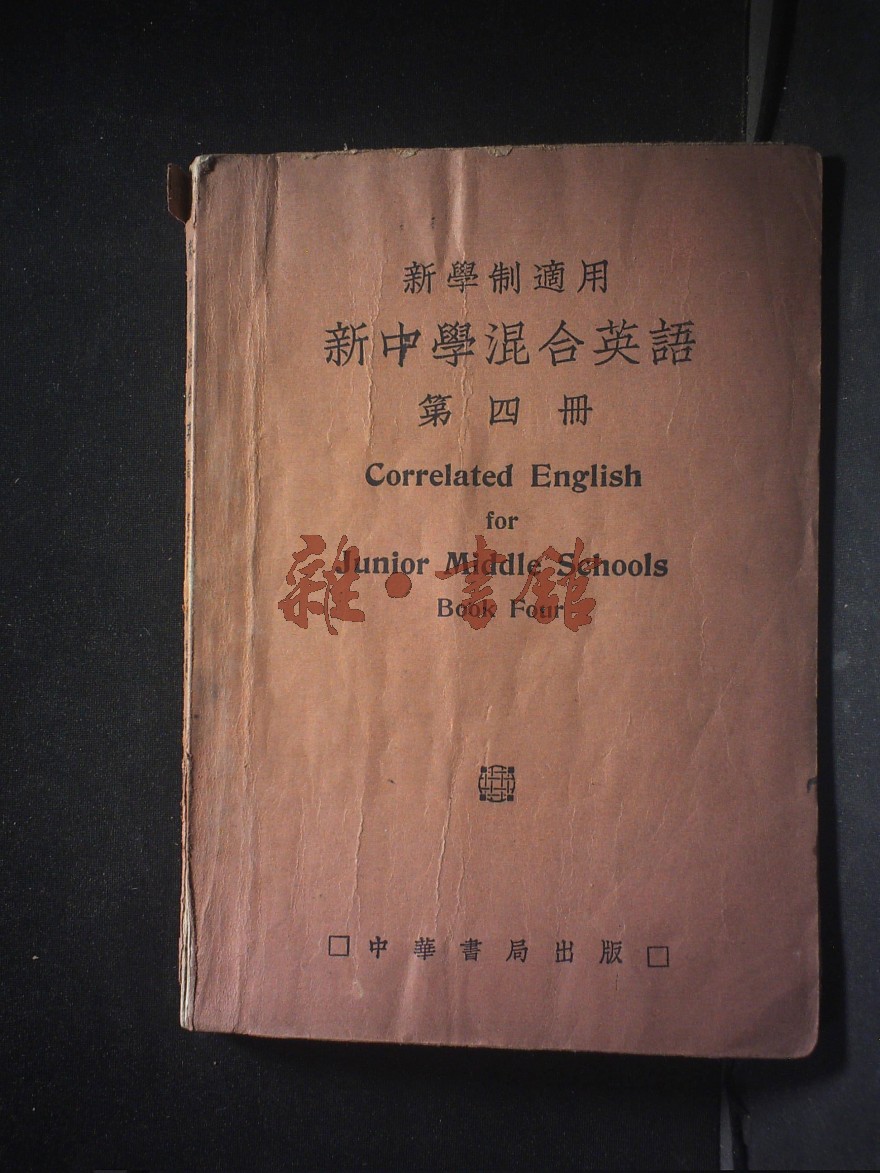 新學制適用
新中學混合英語
第四冊
Correlated English
for
Junior Middle Schools
Book Four
雜·書館
中華書局出版